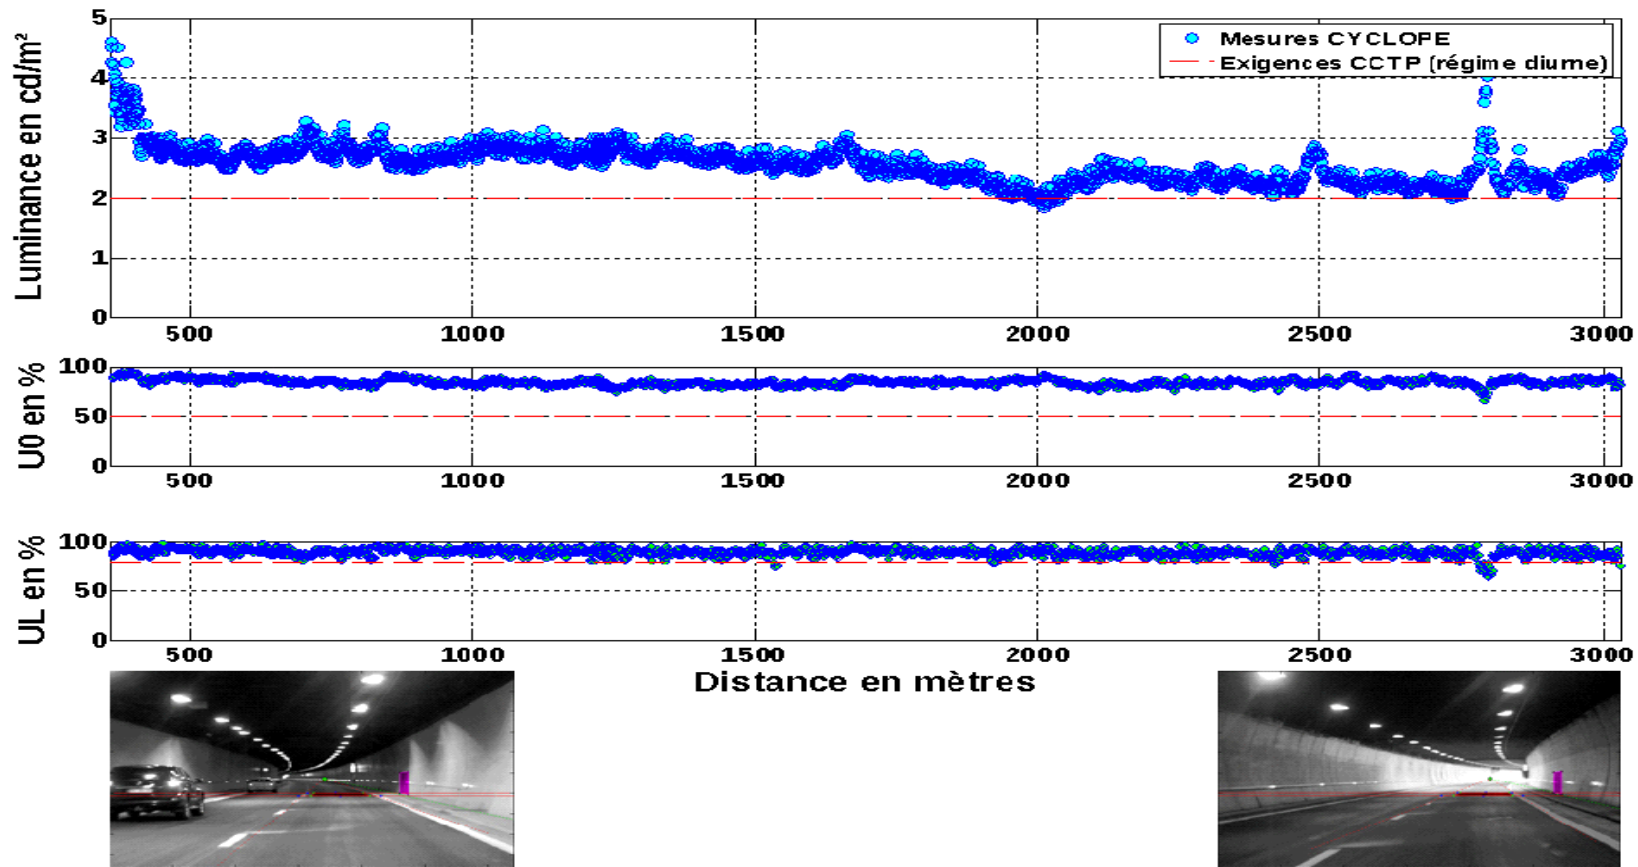 Luminance en cd/m²
5
4
3
2
1
0
Mesures CYCLOPE
Exigences CCTP (régime diurne)
500 1000 1500 2000 2500 3000
U0 en %
100
50
0
500 1000 1500 2000 2500 3000
UL en %
100
50
0
500 1000 1500 2000 2500 3000
Distance en mètres